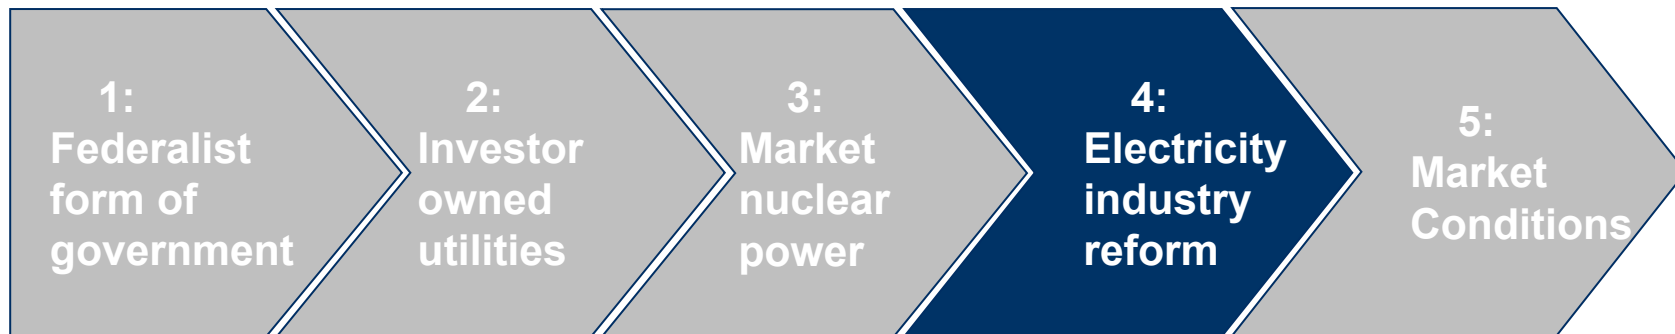 1:
Federalist
form of
government
2:
Investor
owned
utilities
3:
Market
nuclear
power
4:
Electricity
industry
reform
5:
Market
Conditions